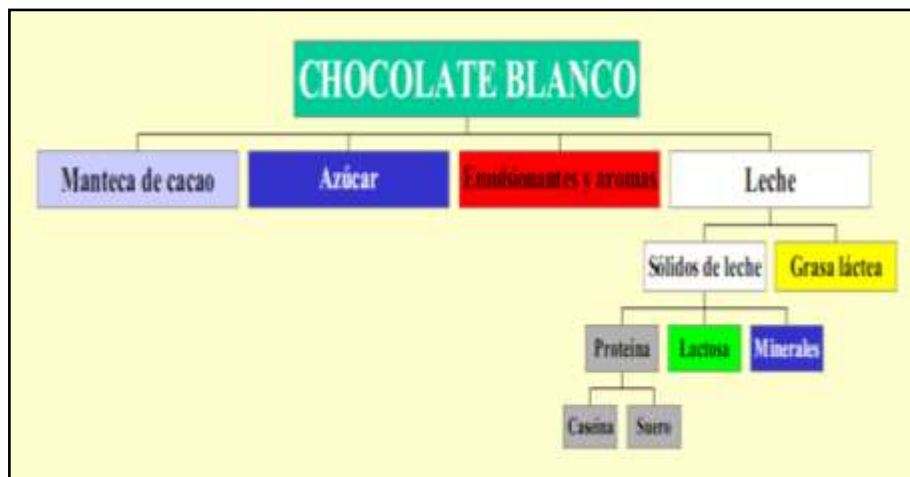 CHOCOLATE BLANCO
Manteca de cacao
Azúcar
Emulsionantes y aromas
Leche
Sólidos de leche
Grasa láctea
Proteína
Lactosa
Minerales
Caseína
Suero